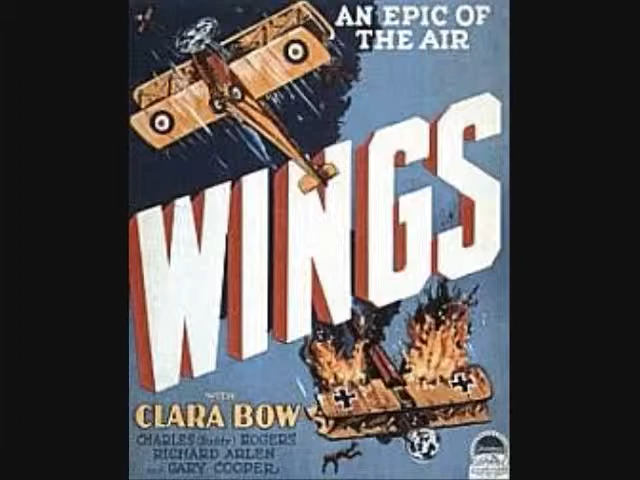 AN EPIC OF
THE AIR
WINGS
WITH
CLARA BOW
CHARLES (Buddy) ROGERS
RICHARD ARLEN
and GARY COOPER